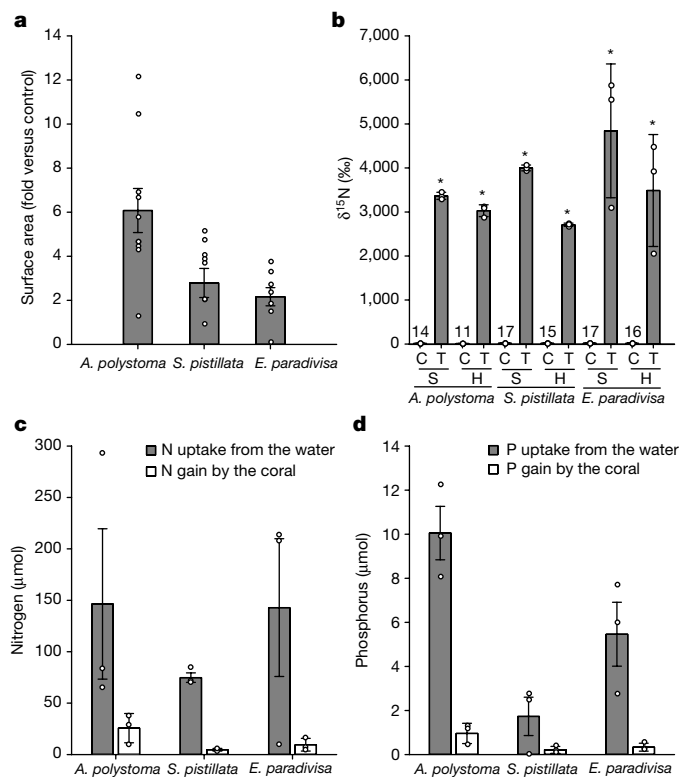 a
Surface area (fold versus control)
14
12
10
8
6
4
2
0
A. polystoma S. pistillata E. paradivisa
b
δ15N (‰)
7,000
6,000
5,000
4,000
3,000
2,000
1,000
0
* * * * * *
14 11 17 15 17 16
C T C T C T C T C T C T
S H S H S H
A. polystoma S. pistillata E. paradivisa
c
N uptake from the water
N gain by the coral
Nitrogen (μmol)
300
250
200
150
100
50
0
A. polystoma S. pistillata E. paradivisa
d
P uptake from the water
P gain by the coral
Phosphorus (μmol)
14
12
10
8
6
4
2
0
A. polystoma S. pistillata E. paradivisa